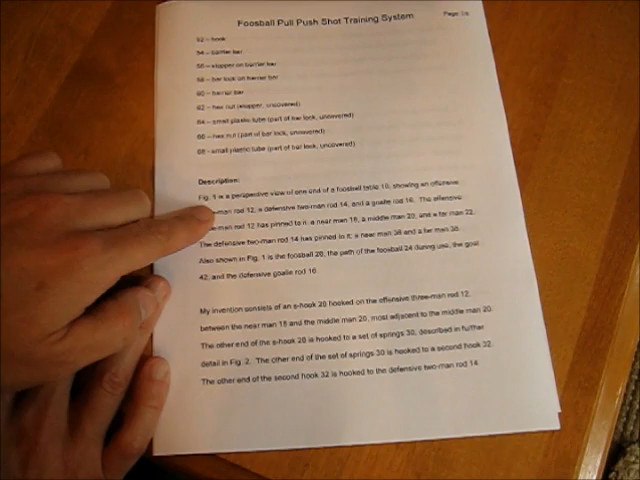 Foosball Pull Push Shot Training System
52 – hook
54 – barrier bar
56 – stopper on barrier bar
58 – bar lock on barrier bar
60 – barrier bar
62 – hex nut (stopper, uncovered)
64 – small plastic tube (part of bar lock, uncovered)
66 – hex nut (part of bar lock, uncovered)
68 - small plastic tube (part of bar lock, uncovered)
Description:
Fig. 1 is a perspective view of one end of a foosball table 10, showing an offensive
-man rod 12, a defensive two-man rod 14, and a goalie rod 16. The offensive
-man rod 12 has pinned to it; a near man 18, a middle man 20, and a far man 22.
The defensive two-man rod 14 has pinned to it; a near man 36 and a far man 38.
Also shown in Fig. 1 is the foosball 26, the path of the foosball 24 during use, the goal
42, and the defensive goalie rod 16.
My invention consists of an s-hook 28 hooked on the offensive three-man rod 12,
between the near man 18 and the middle man 20, most adjacent to the middle man 20.
The other end of the s-hook 28 is hooked to a set of springs 30, described in further
detail in Fig. 2. The other end of the set of springs 30 is hooked to a second hook 32.
The other end of the second hook 32 is hooked to the defensive two-man rod 14